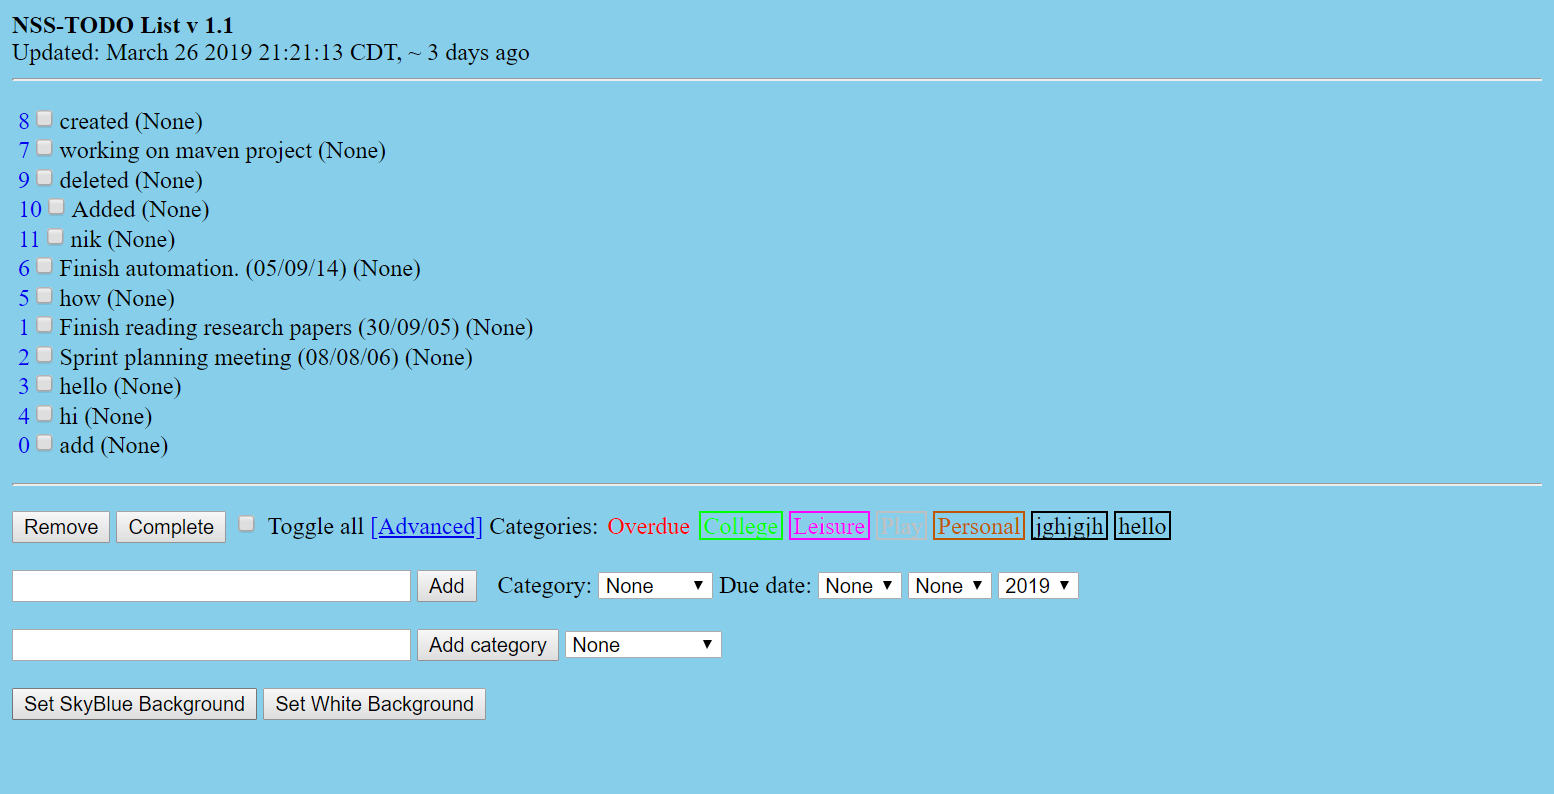 NSS-TODO List v 1.1
Updated: March 26 2019 21:21:13 CDT, ~ 3 days ago
8 created (None)
7 working on maven project (None)
9 deleted (None)
10 Added (None)
11 nik (None)
6 Finish automation. (05/09/14) (None)
5 how (None)
1 Finish reading research papers (30/09/05) (None)
2 Sprint planning meeting (08/08/06) (None)
3 hello (None)
4 hi (None)
0 add (None)
Remove Complete Toggle all [Advanced] Categories: Overdue College Leisure Play Personal jghjgjh hello
Add Category: None Due date: None None 2019
Add category None
Set SkyBlue Background Set White Background